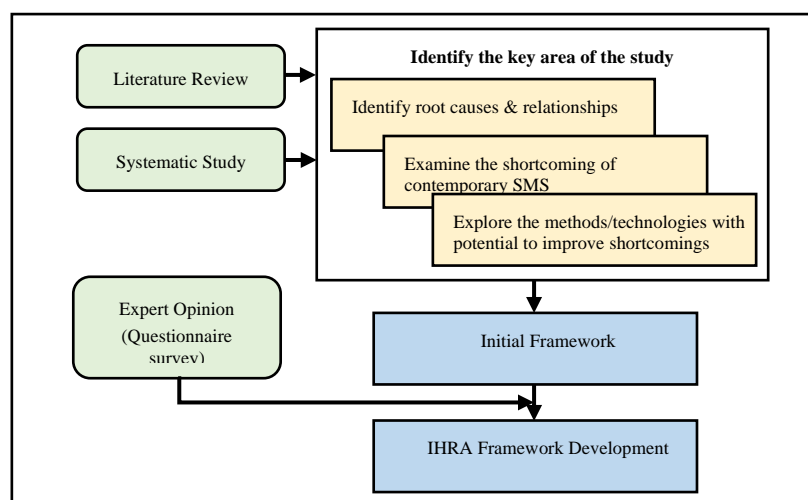 Literature Review
Systematic Study
Identify the key area of the study
Identify root causes & relationships
Examine the shortcoming of
contemporary SMS
Explore the methods/technologies with
potential to improve shortcomings
Expert Opinion
(Questionnaire
survey)
Initial Framework
IHRA Framework Development